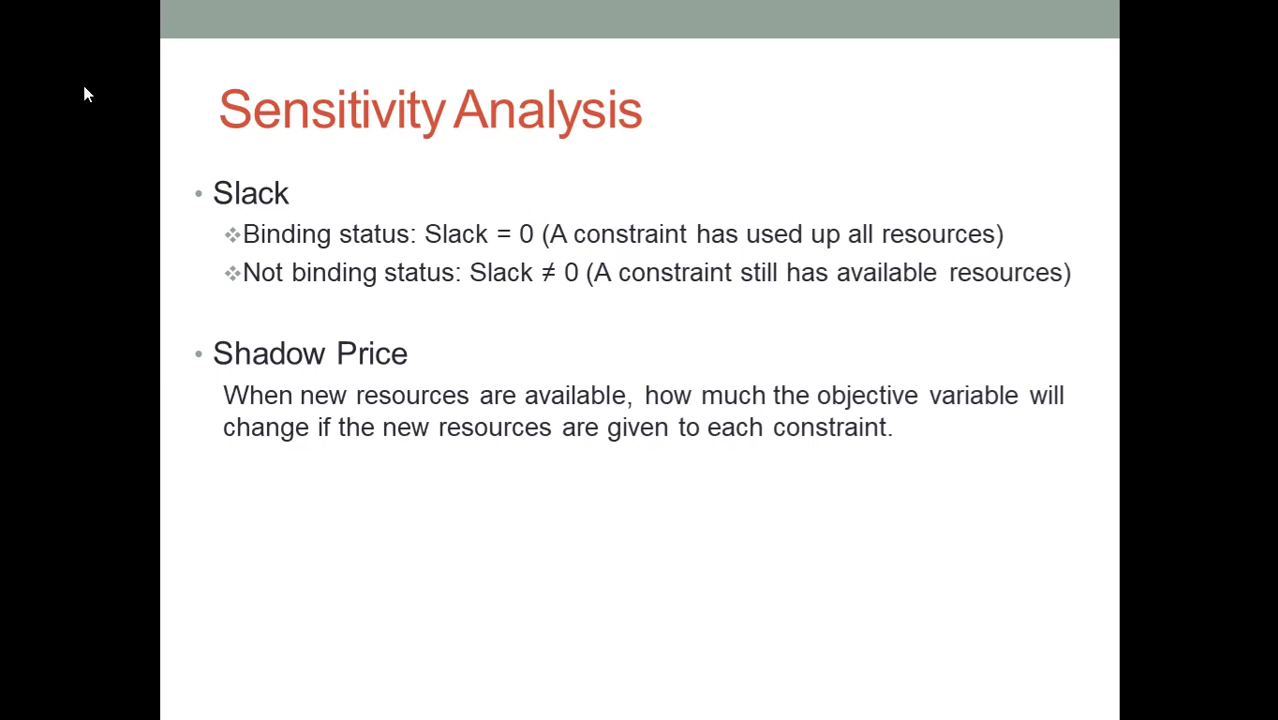 Sensitivity Analysis
• Slack
❖Binding status: Slack = 0 (A constraint has used up all resources)
❖Not binding status: Slack ≠ 0 (A constraint still has available resources)
• Shadow Price
When new resources are available, how much the objective variable will
change if the new resources are given to each constraint.